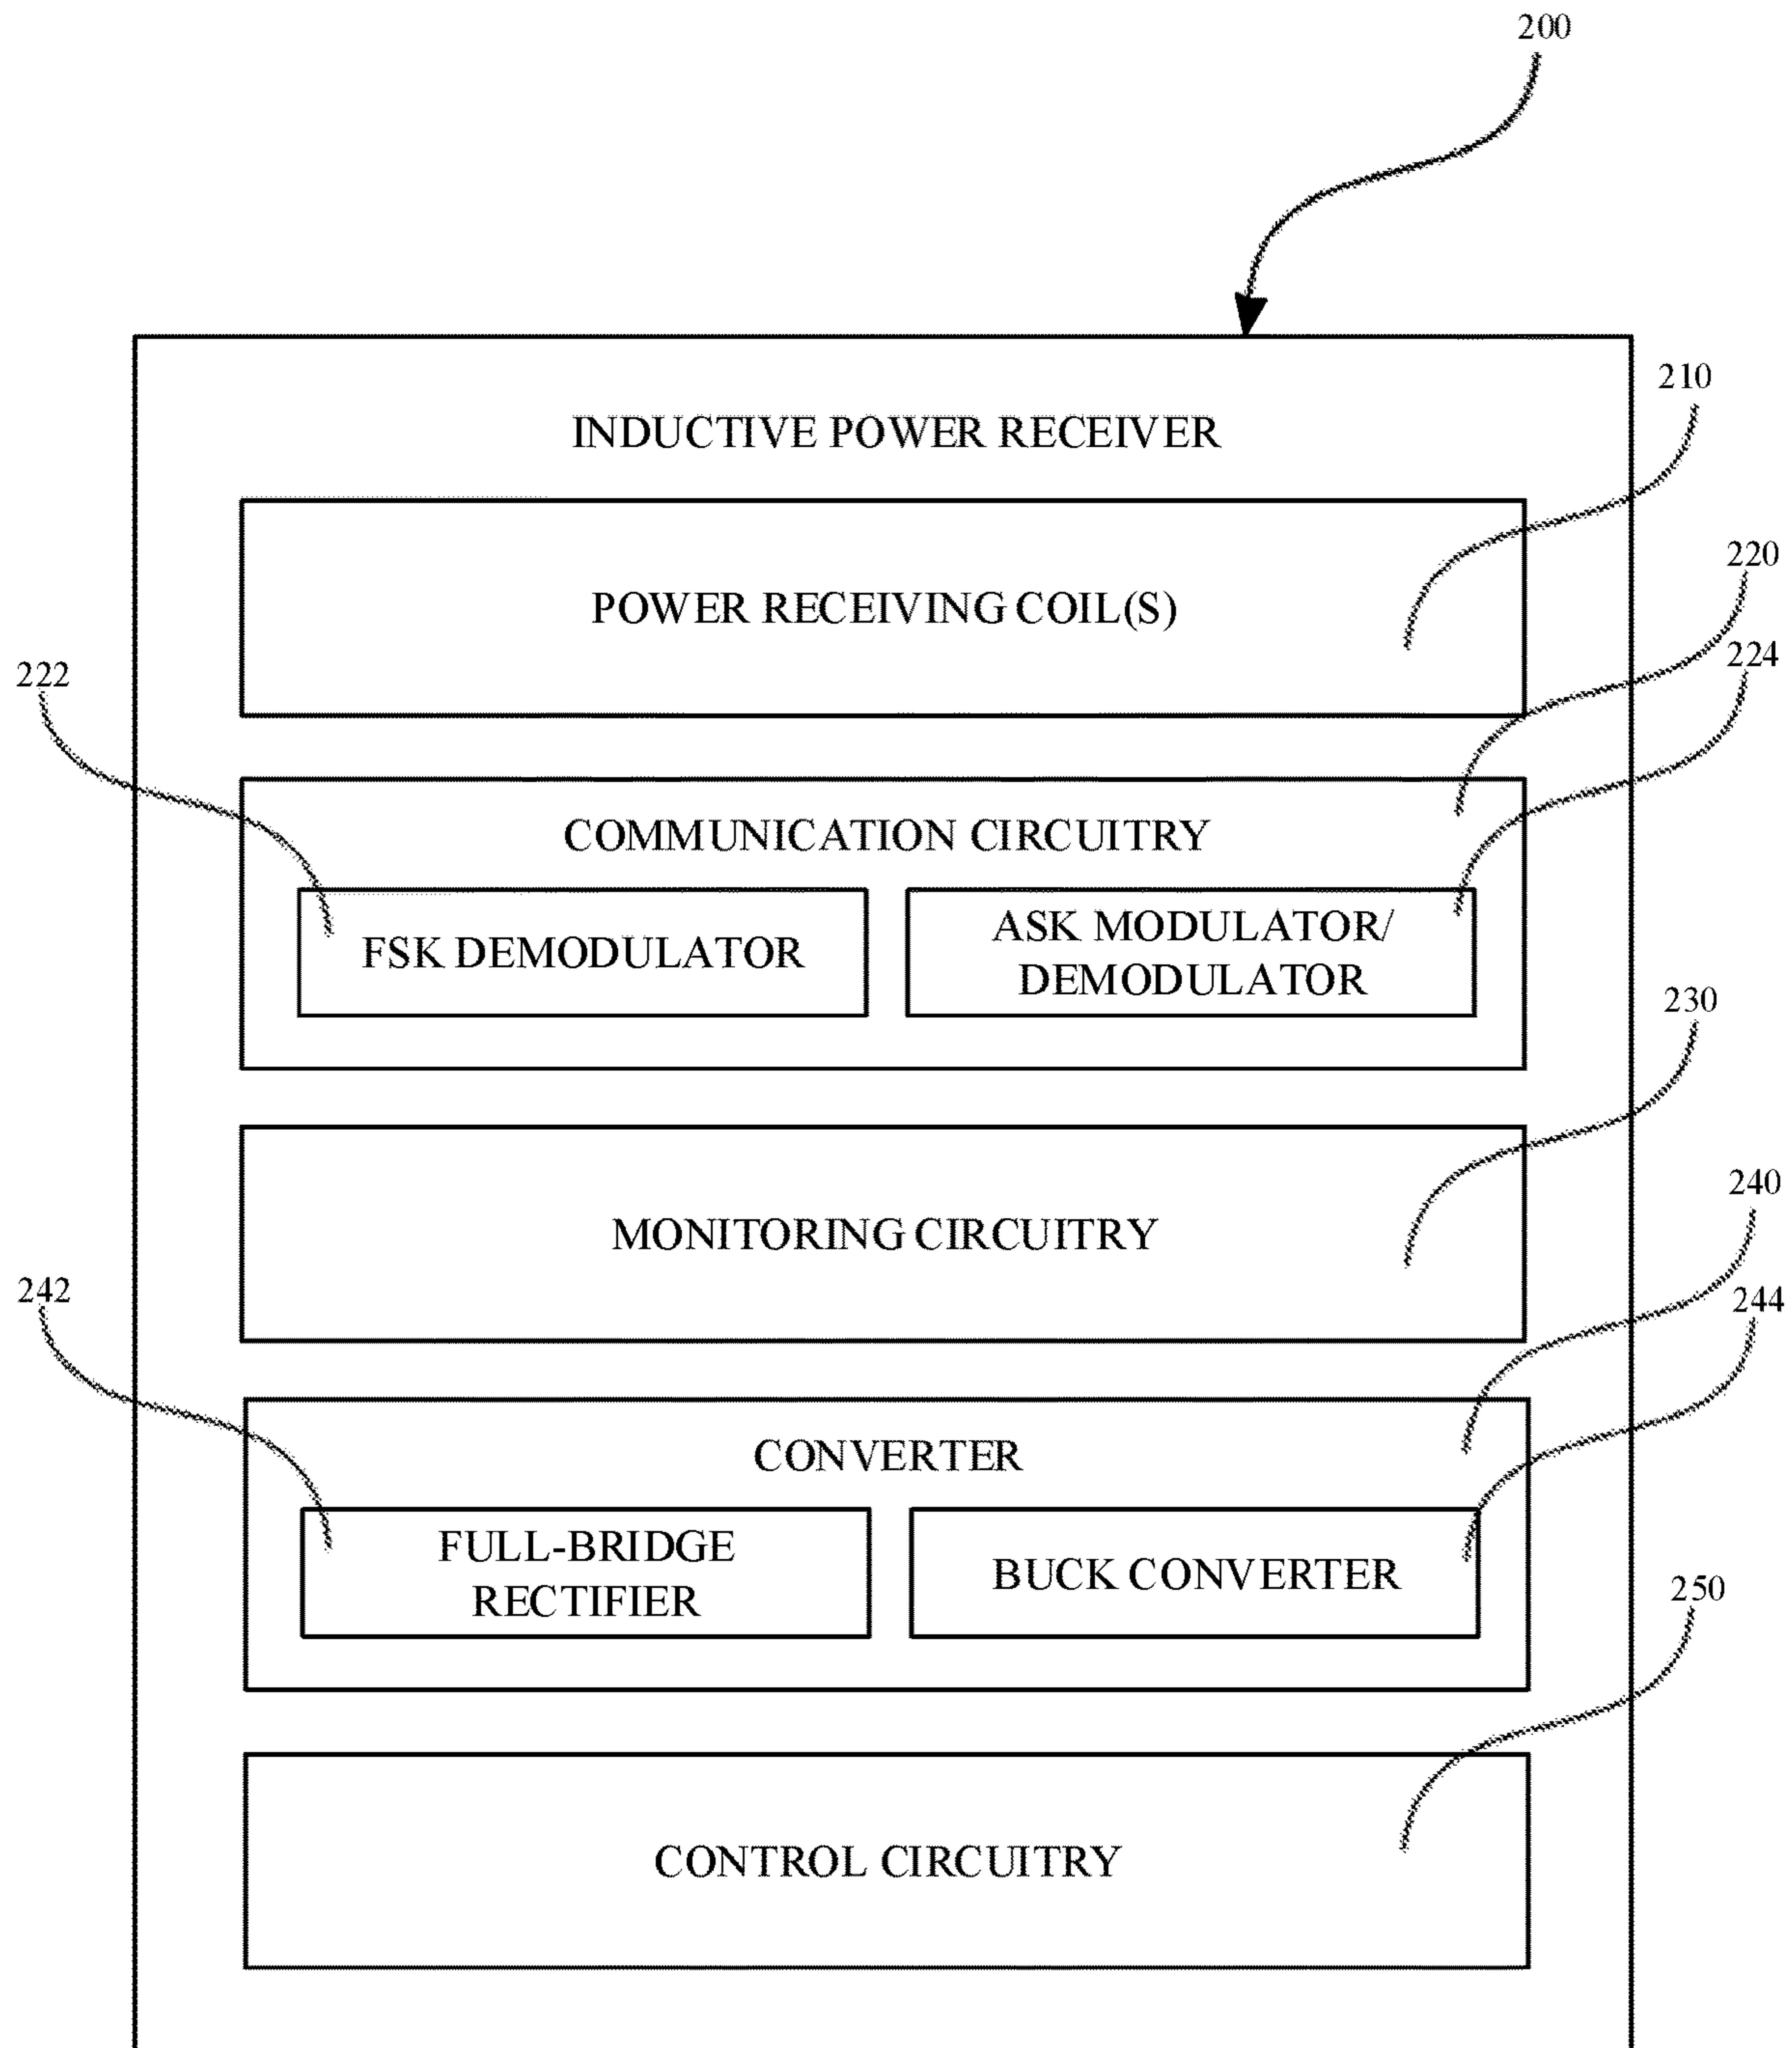 200
INDUCTIVE POWER RECEIVER
210
POWER RECEIVING COIL(S)
220
222
224
COMMUNICATION CIRCUITRY
FSK DEMODULATOR
ASK MODULATOR/
DEMODULATOR
230
MONITORING CIRCUITRY
240
242
244
CONVERTER
FULL-BRIDGE
RECTIFIER
BUCK CONVERTER
250
CONTROL CIRCUITRY